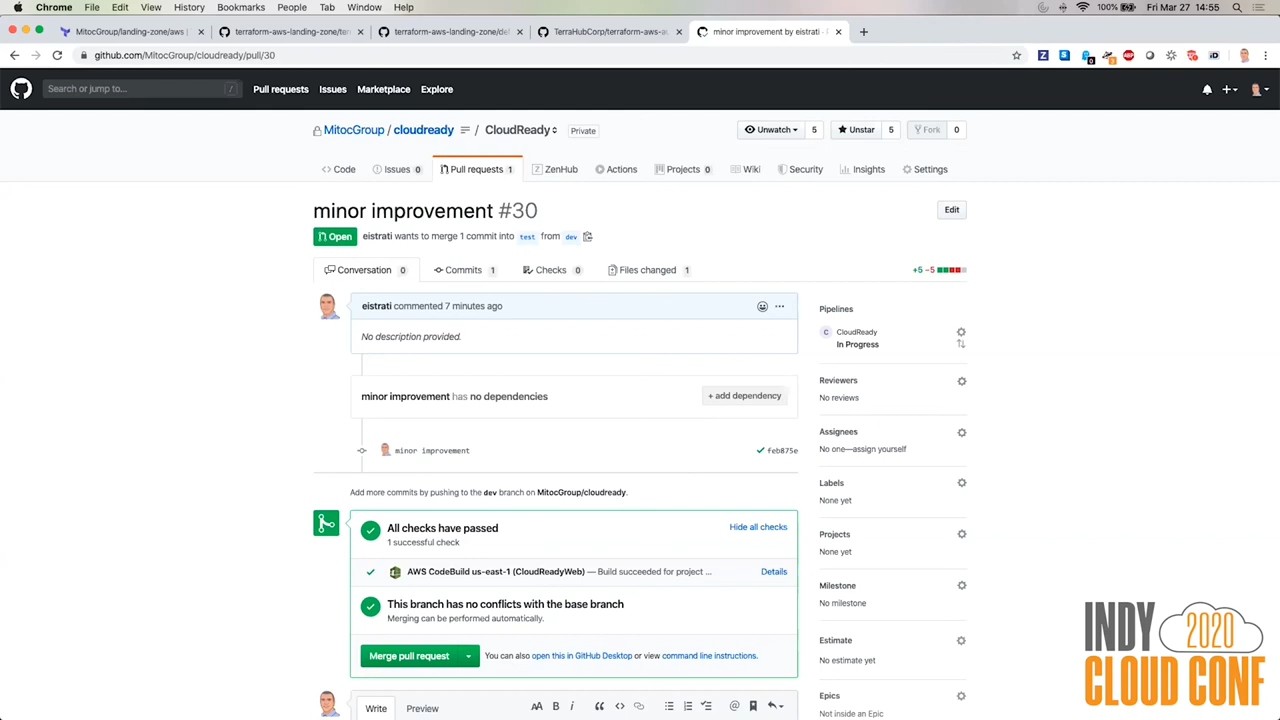 Chrome File Edit View History Bookmarks People Tab Window Help
100% Fri Mar 27 14:55
MitocGroup/landing-zone/aws
terraform-aws-landing-zone/te
terraform-aws-landing-zone/de
TerraHubCorp/terraform-aws-a
minor improvement by eistrati
github.com/MitocGroup/cloudready/pull/30
Search or jump to... /
Pull requests Issues Marketplace Explore
MitocGroup / cloudready / CloudReady Private
Unwatch 5 Unstar 5 Fork 0
Code Issues 0 Pull requests 1 ZenHub Actions Projects 0 Wiki Security Insights Settings
minor improvement #30
Edit
Open eistrati wants to merge 1 commit into test from dev
Conversation 0 Commits 1 Checks 0 Files changed 1
+5 −5
eistrati commented 7 minutes ago
No description provided.
minor improvement has no dependencies
+ add dependency
minor improvement
feb875e
Add more commits by pushing to the dev branch on MitocGroup/cloudready.
All checks have passed
Hide all checks
1 successful check
AWS CodeBuild us-east-1 (CloudReadyWeb) — Build succeeded for project ...
Details
This branch has no conflicts with the base branch
Merging can be performed automatically.
Merge pull request
You can also open this in GitHub Desktop or view command line instructions.
Write Preview
Pipelines
C CloudReady
In Progress
Reviewers
No reviews
Assignees
No one—assign yourself
Labels
None yet
Projects
None yet
Milestone
No milestone
Estimate
No estimate yet
Epics
Not inside an Epic
INDY 2020
CLOUD CONF